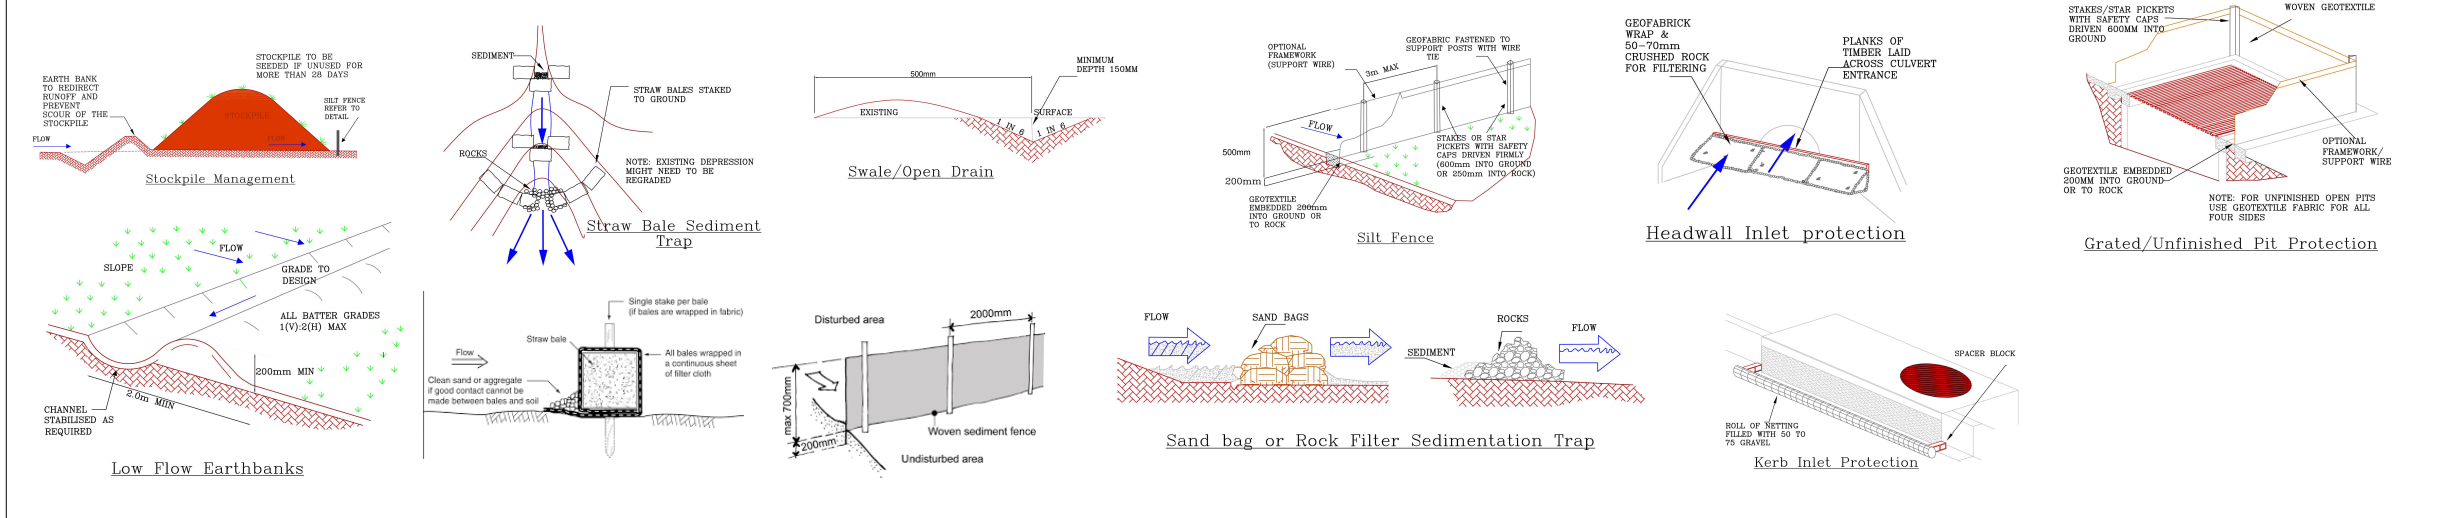 EARTH BANK
TO REDIRECT
RUNOFF AND
PREVENT
SCOUR OF THE
STOCKPILE
STOCKPILE TO BE
SEEDED IF UNUSED FOR
MORE THAN 28 DAYS
SILT FENCE
REFER TO
DETAIL
STOCKPILE
FLOW
FLOW
Stockpile Management
SEDIMENT
STRAW BALES STAKED
TO GROUND
ROCKS
NOTE: EXISTING DEPRESSION
MIGHT NEED TO BE
REGRADED
Straw Bale Sediment
Trap
500mm
MINIMUM
DEPTH 150MM
EXISTING
SURFACE
1 IN 6
1 IN 6
Swale/Open Drain
OPTIONAL
FRAMEWORK
(SUPPORT WIRE)
GEOFABRIC FASTENED TO
SUPPORT POSTS WITH WIRE
TIE
3m MAX
FLOW
500mm
200mm
STAKES OR STAR
PICKETS WITH SAFETY
CAPS DRIVEN FIRMLY
(600mm INTO GROUND
OR 250mm INTO ROCK)
GEOTEXTILE
EMBEDDED 200mm
INTO GROUND OR
TO ROCK
Silt Fence
GEOFABRICK
WRAP &
50-70mm
CRUSHED ROCK
FOR FILTERING
PLANKS OF
TIMBER LAID
ACROSS CULVERT
ENTRANCE
Headwall Inlet protection
STAKES/STAR PICKETS
WITH SAFETY CAPS
DRIVEN 600MM INTO
GROUND
WOVEN GEOTEXTILE
OPTIONAL
FRAMEWORK/
SUPPORT WIRE
GEOTEXTILE EMBEDDED
200MM INTO GROUND
OR TO ROCK
NOTE: FOR UNFINISHED OPEN PITS
USE GEOTEXTILE FABRIC FOR ALL
FOUR SIDES
Grated/Unfinished Pit Protection
FLOW
SLOPE
GRADE TO
DESIGN
ALL BATTER GRADES
1(V):2(H) MAX
200mm MIN
2.0m MIIN
CHANNEL
STABILISED AS
REQUIRED
Low Flow Earthbanks
Single stake per bale
(if bales are wrapped in fabric)
Straw bale
Flow
All bales wrapped in
a continuous sheet
of filter cloth
Clean sand or aggregate
if good contact cannot be
made between bales and soil
Disturbed area
2000mm
max 700mm
200mm
Woven sediment fence
Undisturbed area
FLOW
SAND BAGS
ROCKS
FLOW
SEDIMENT
Sand bag or Rock Filter Sedimentation Trap
SPACER BLOCK
ROLL OF NETTING
FILLED WITH 50 TO
75 GRAVEL
Kerb Inlet Protection